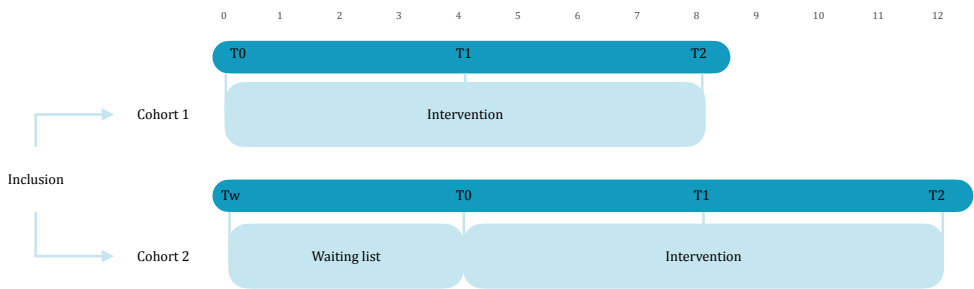 0 1 2 3 4 5 6 7 8 9 10 11 12
T0 T1 T2
Cohort 1 Intervention
Inclusion
Tw T0 T1 T2
Cohort 2 Waiting list Intervention